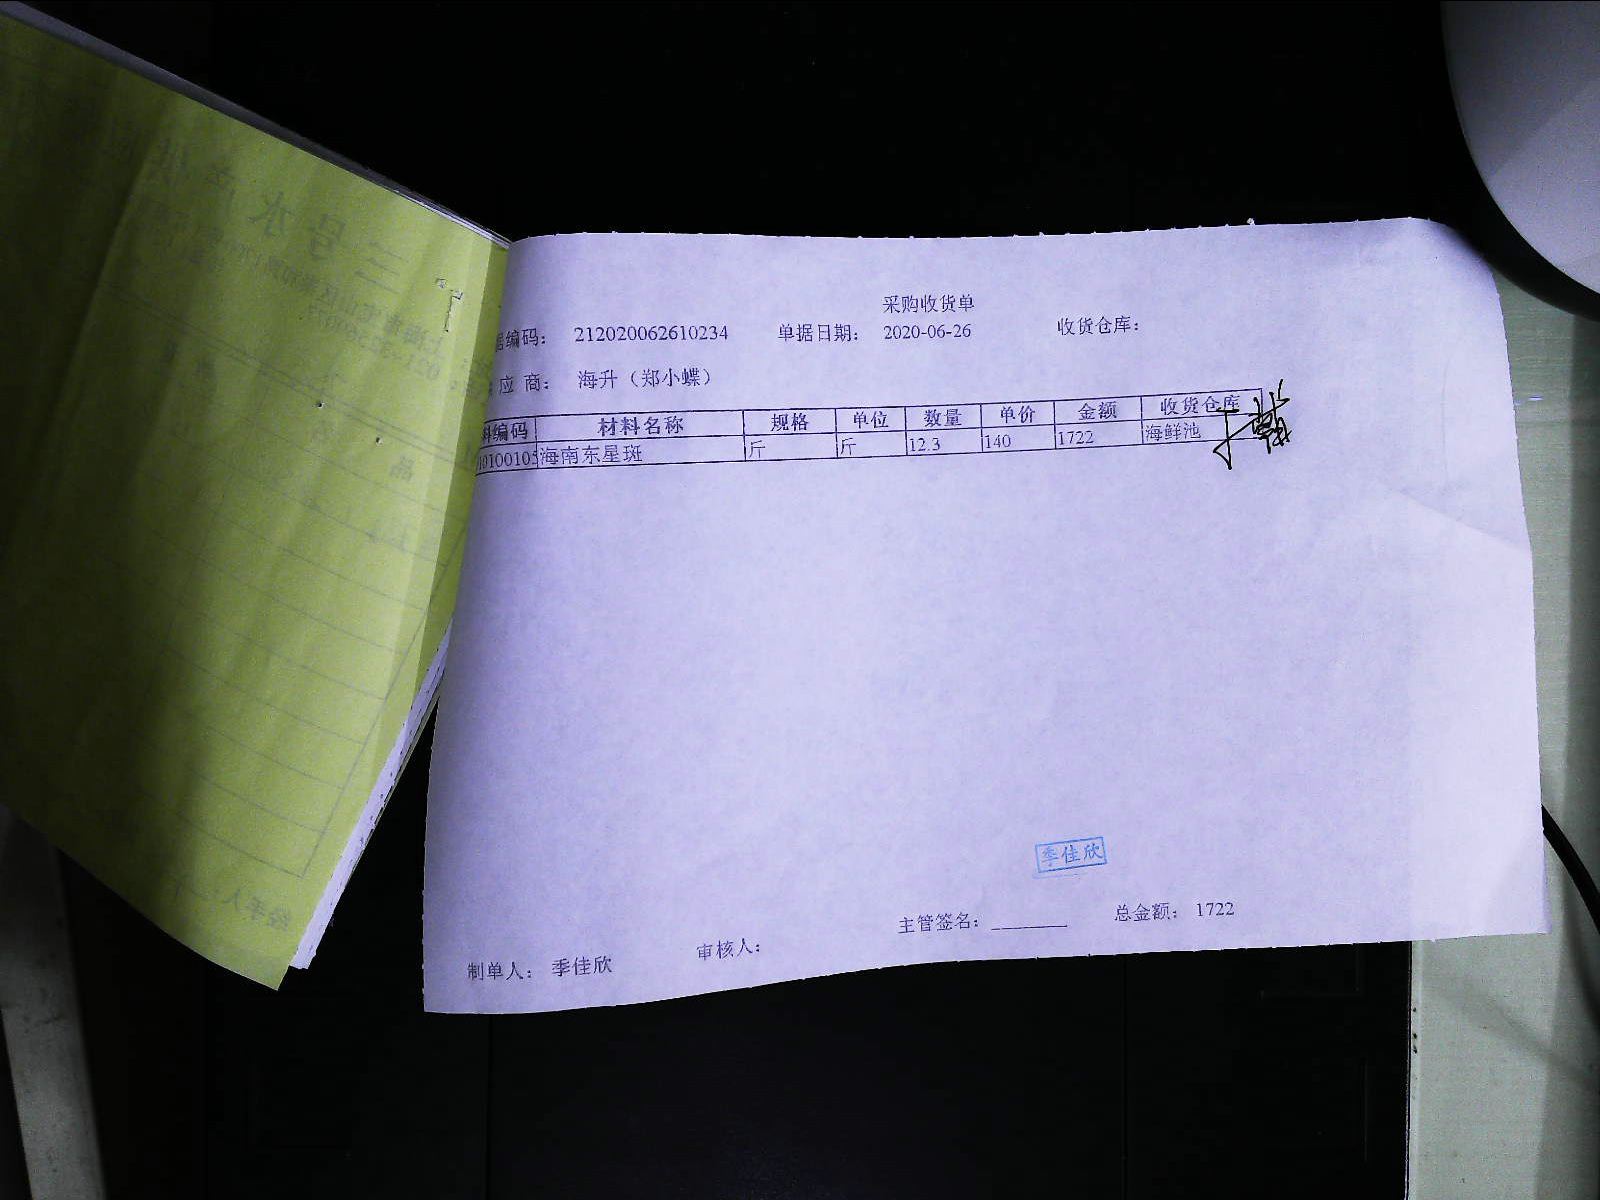 采购收货单
据编码： 212020062610234 单据日期： 2020-06-26 收货仓库：
应 商： 海升（郑小蝶）
料编码 材料名称 规格 单位 数量 单价 金额 收货仓库
0100105 海南东星斑 斤 斤 12.3 140 1722 海鲜池
季佳欣
主管签名： 总金额： 1722
制单人： 季佳欣 审核人：